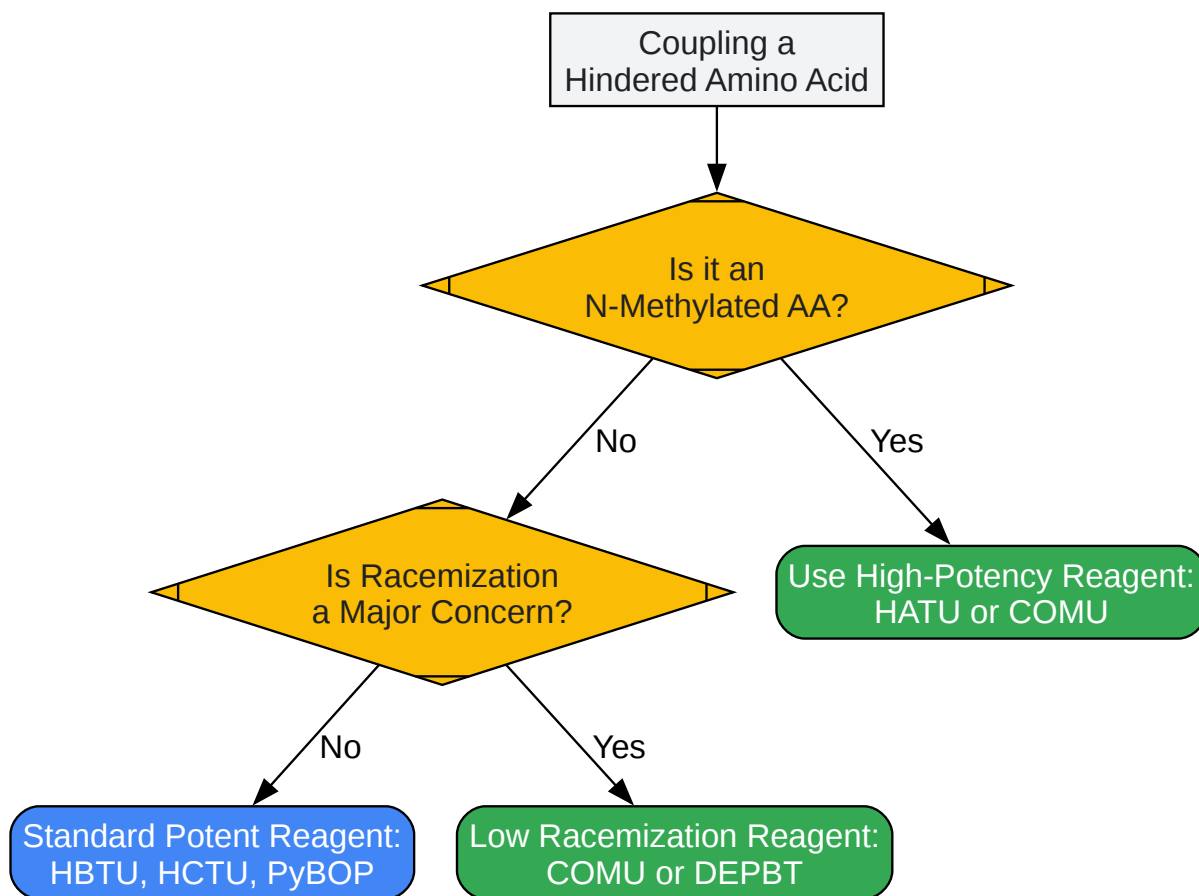 Coupling a
Hindered Amino Acid
Is it an
N-Methylated AA?
No
Yes
Is Racemization
a Major Concern?
Use High-Potency Reagent:
HATU or COMU
No
Yes
Standard Potent Reagent:
HBTU, HCTU, PyBOP
Low Racemization Reagent:
COMU or DEPBT